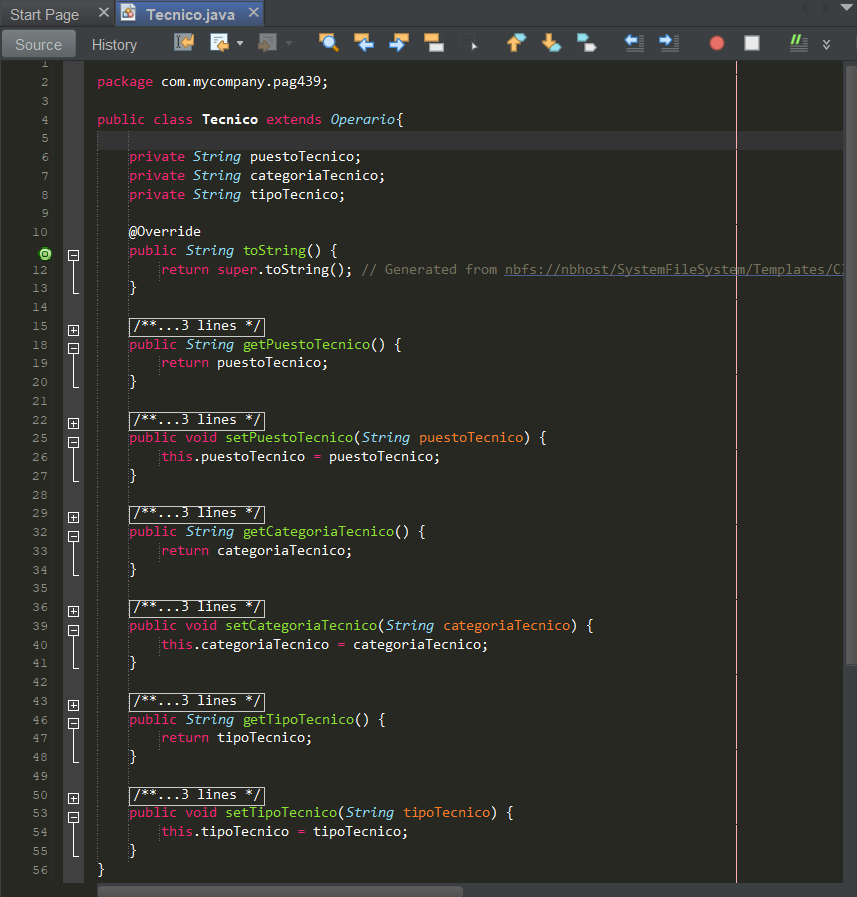 Start Page
Tecnico.java
Source History
1
2 package com.mycompany.pag439;
3
4 public class Tecnico extends Operario{
5
6 private String puestoTecnico;
7 private String categoriaTecnico;
8 private String tipoTecnico;
9
10 @Override
public String toString() {
12 return super.toString(); // Generated from nbfs://nbhost/SystemFileSystem/Templates/Cl
13 }
14
15 /**...3 lines */
18 public String getPuestoTecnico() {
19 return puestoTecnico;
20 }
21
22 /**...3 lines */
25 public void setPuestoTecnico(String puestoTecnico) {
26 this.puestoTecnico = puestoTecnico;
27 }
28
29 /**...3 lines */
32 public String getCategoriaTecnico() {
33 return categoriaTecnico;
34 }
35
36 /**...3 lines */
39 public void setCategoriaTecnico(String categoriaTecnico) {
40 this.categoriaTecnico = categoriaTecnico;
41 }
42
43 /**...3 lines */
46 public String getTipoTecnico() {
47 return tipoTecnico;
48 }
49
50 /**...3 lines */
53 public void setTipoTecnico(String tipoTecnico) {
54 this.tipoTecnico = tipoTecnico;
55 }
56 }